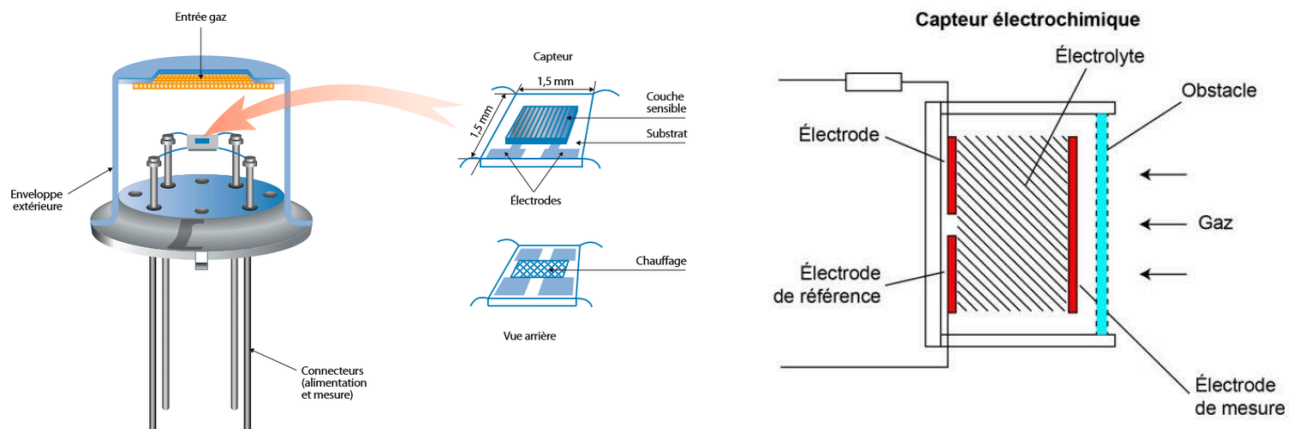 Entrée gaz
Enveloppe
extérieure
Connecteurs
(alimentation
et mesure)
Capteur
1,5 mm
1,5 mm
Couche
sensible
Substrat
Électrodes
Chauffage
Vue arrière
Capteur électrochimique
Électrolyte
Obstacle
Électrode
Gaz
Électrode
de référence
Électrode
de mesure